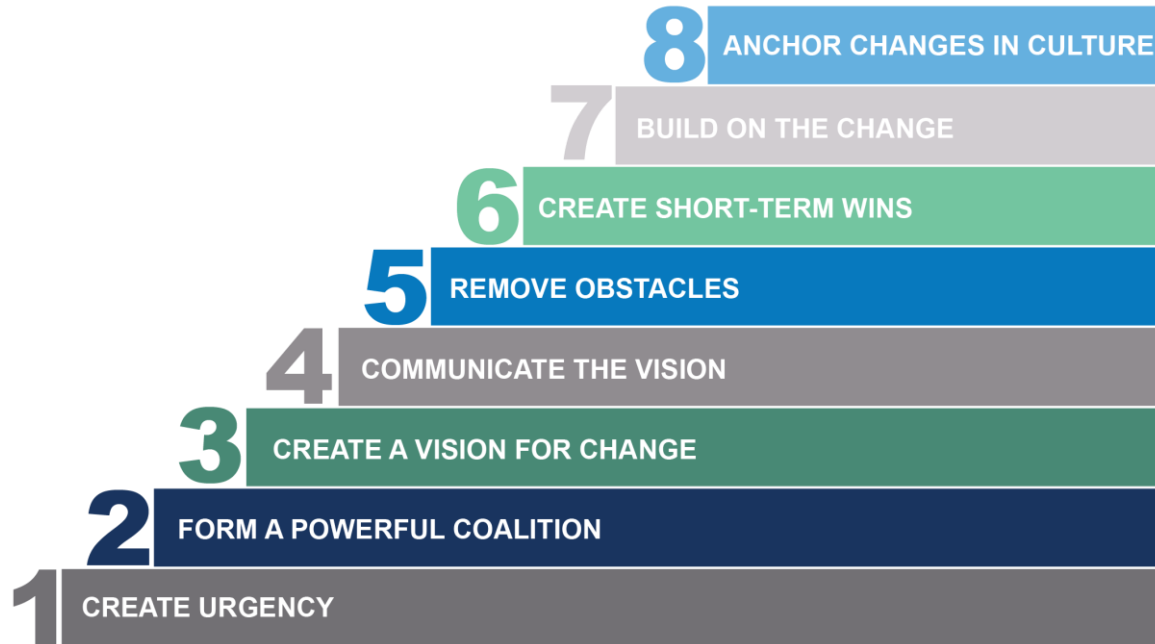 8 ANCHOR CHANGES IN CULTURE
7 BUILD ON THE CHANGE
6 CREATE SHORT-TERM WINS
5 REMOVE OBSTACLES
4 COMMUNICATE THE VISION
3 CREATE A VISION FOR CHANGE
2 FORM A POWERFUL COALITION
1 CREATE URGENCY